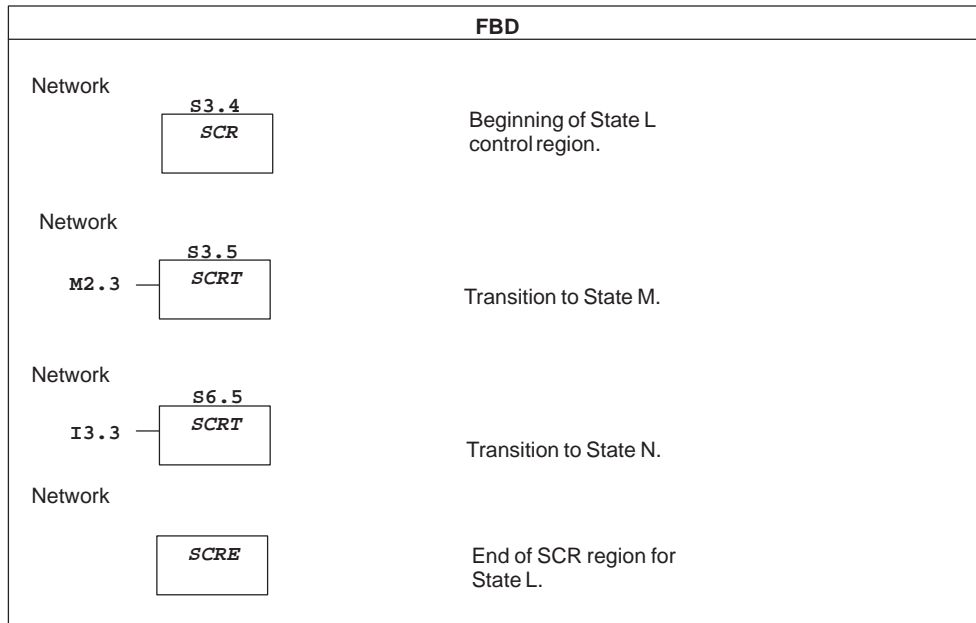 FBD
Network
S3.4
SCR
Beginning of State L
control region.
Network
S3.5
M2.3
SCRT
Transition to State M.
Network
S6.5
I3.3
SCRT
Transition to State N.
Network
SCRE
End of SCR region for
State L.